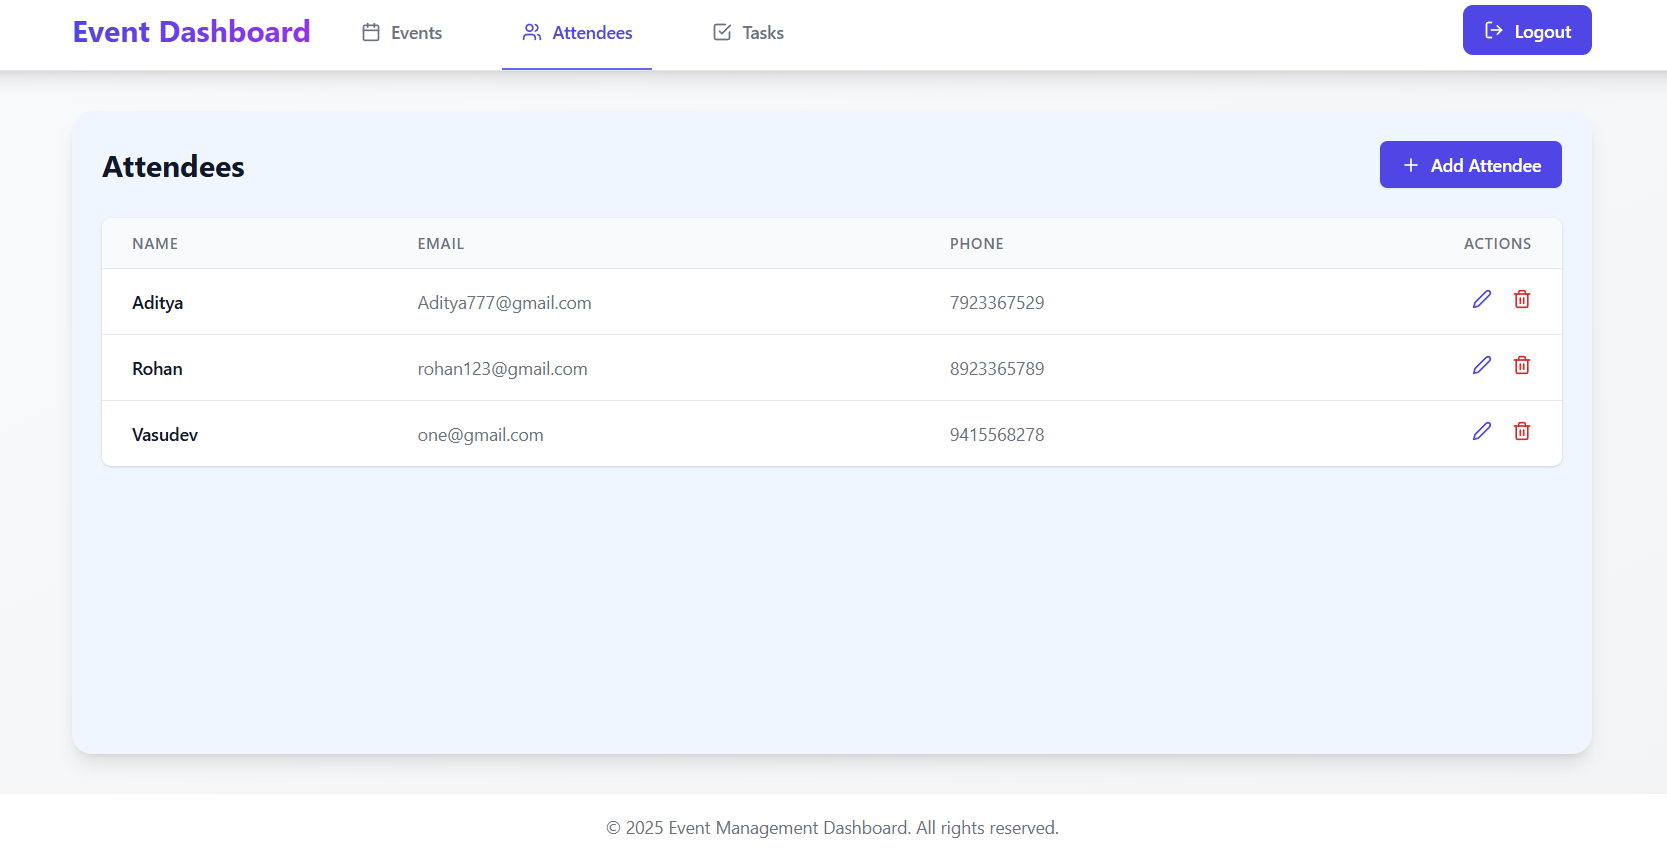 Event Dashboard Events Attendees Tasks Logout
Attendees Add Attendee
NAME EMAIL PHONE ACTIONS
Aditya Aditya777@gmail.com 7923367529
Rohan rohan123@gmail.com 8923365789
Vasudev one@gmail.com 9415568278
© 2025 Event Management Dashboard. All rights reserved.